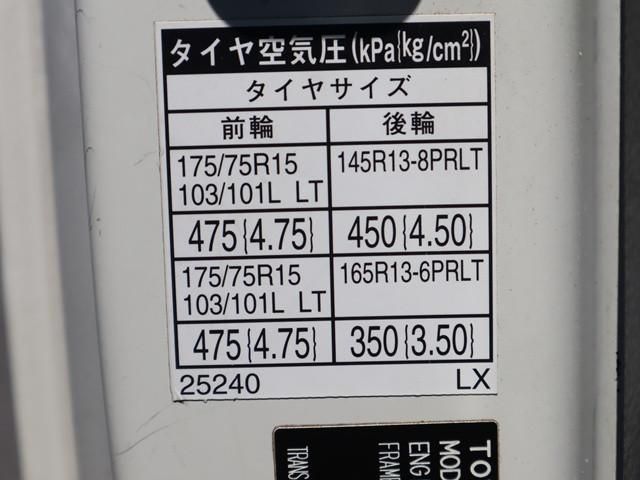 タイヤ空気圧(kPa{kg/cm²})
タイヤサイズ
前輪 後輪
175/75R15 145R13-8PRLT
103/101L LT
475{4.75} 450{4.50}
175/75R15 165R13-6PRLT
103/101L LT
475{4.75} 350{3.50}
25240 LX
TO
MOD
ENG
FRAME
TRANS